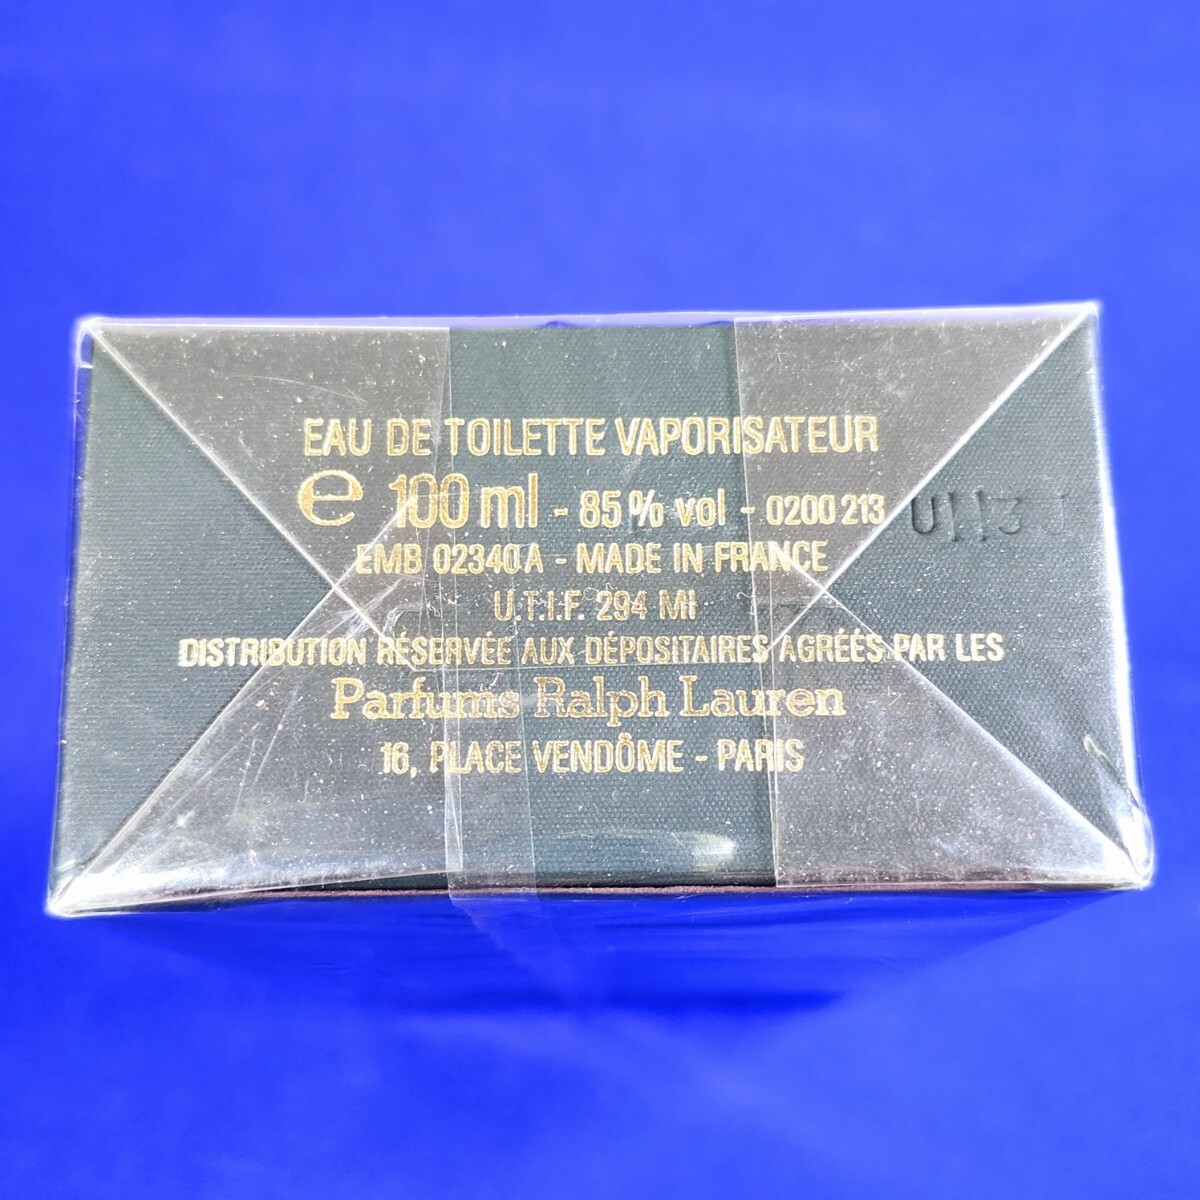 EAU DE TOILETTE VAPORISATEUR
e 100 ml - 85% vol - 0200 213
EMB 02340A - MADE IN FRANCE
U.T.I.F. 294 MI
DISTRIBUTION RÉSERVÉE AUX DÉPOSITAIRES AGRÉÉS PAR LES
Parfums Ralph Lauren
16, PLACE VENDÔME - PARIS